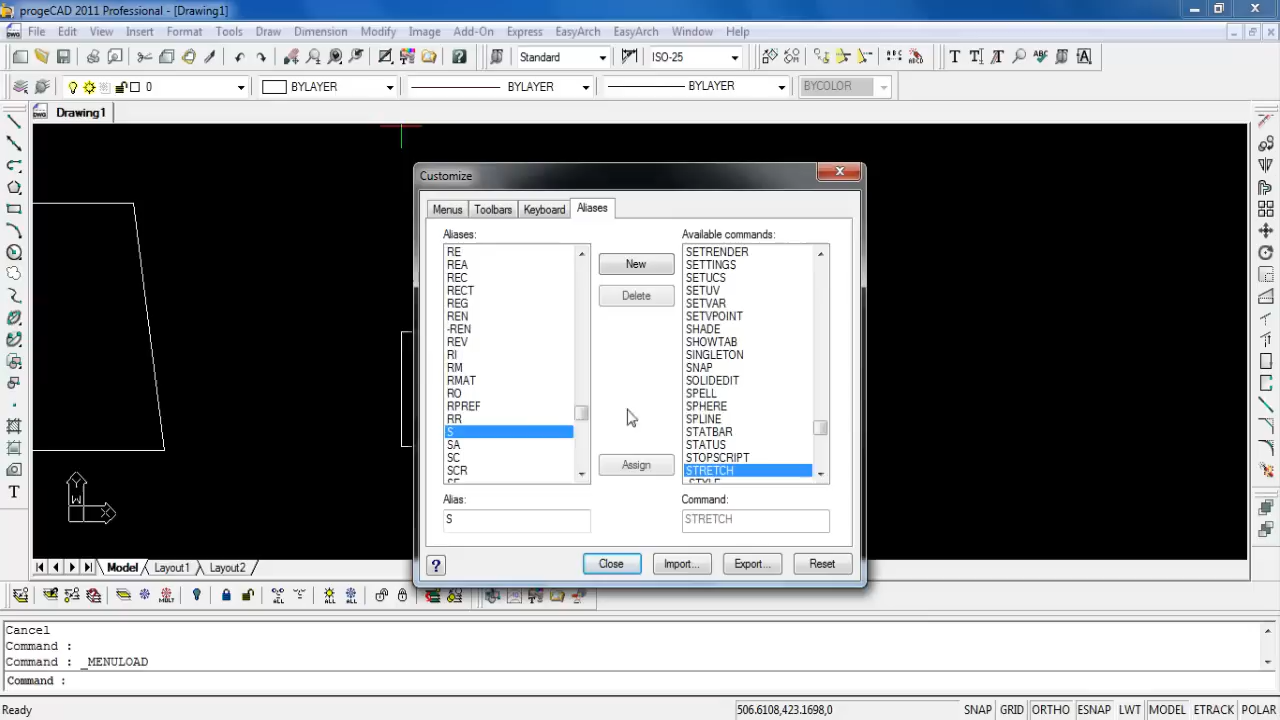 progeCAD 2011 Professional - [Drawing1]
File Edit View Insert Format Tools Draw Dimension Modify Image Add-On Express EasyArch EasyArch Window Help
Standard ISO-25
0 BYLAYER BYLAYER BYLAYER BYCOLOR
Drawing1
Customize
Menus Toolbars Keyboard Aliases
Aliases: Available commands:
RE SETRENDER
REA New SETTINGS
REC SETUCS
RECT Delete SETUV
REG SETVAR
REN SETVPOINT
-REN SHADE
REV SHOWTAB
RI SINGLETON
RM SNAP
RMAT SOLIDEDIT
RO SPELL
RPREF SPHERE
RR SPLINE
S STATBAR
SA STATUS
SC STOPSCRIPT
SCR Assign STRETCH
Alias: Command:
S STRETCH
? Close Import... Export... Reset
W
X
T
Model Layout1 Layout2
Cancel
Command :
Command : _MENULOAD
Command :
Ready 506.6108,423.1698,0 SNAP GRID ORTHO ESNAP LWT MODEL ETRACK POLAR